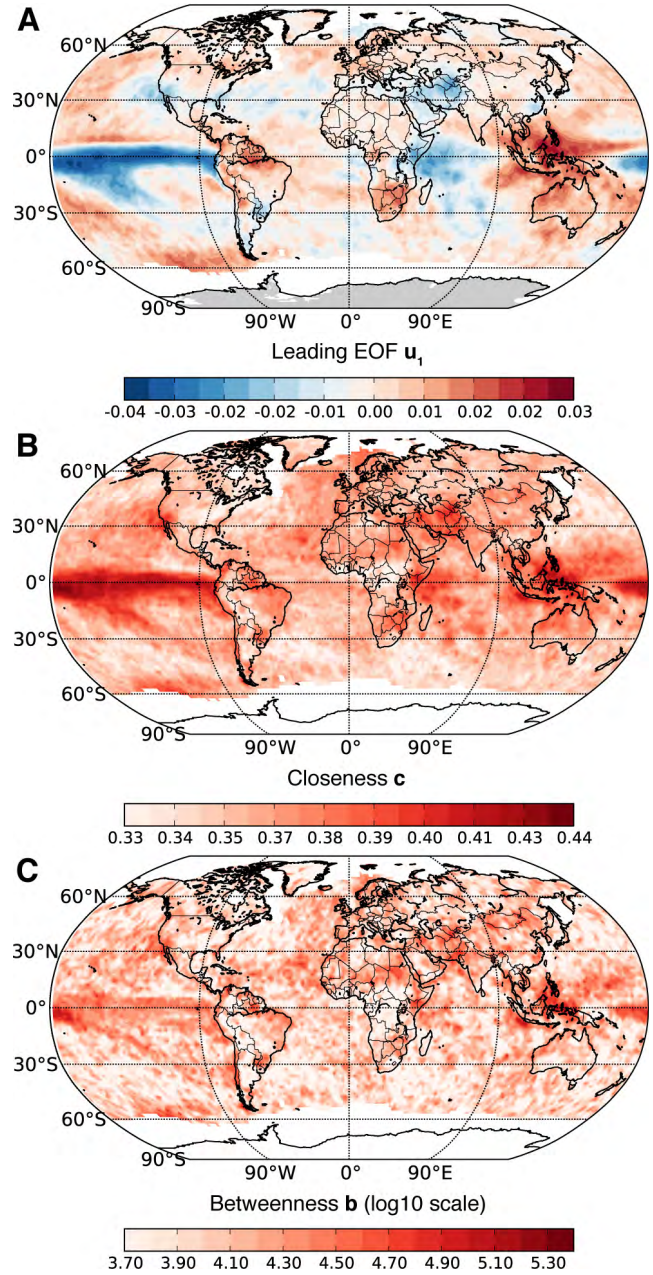 A
60°N
30°N
0°
30°S
60°S
90°S
90°W 0° 90°E
Leading EOF u1
-0.04 -0.03 -0.02 -0.02 -0.01 0.00 0.01 0.02 0.02 0.03
B
60°N
30°N
0°
30°S
60°S
90°S
90°W 0° 90°E
Closeness c
0.33 0.34 0.35 0.37 0.38 0.39 0.40 0.41 0.43 0.44
C
60°N
30°N
0°
30°S
60°S
90°S
90°W 0° 90°E
Betweenness b (log10 scale)
3.70 3.90 4.10 4.30 4.50 4.70 4.90 5.10 5.30